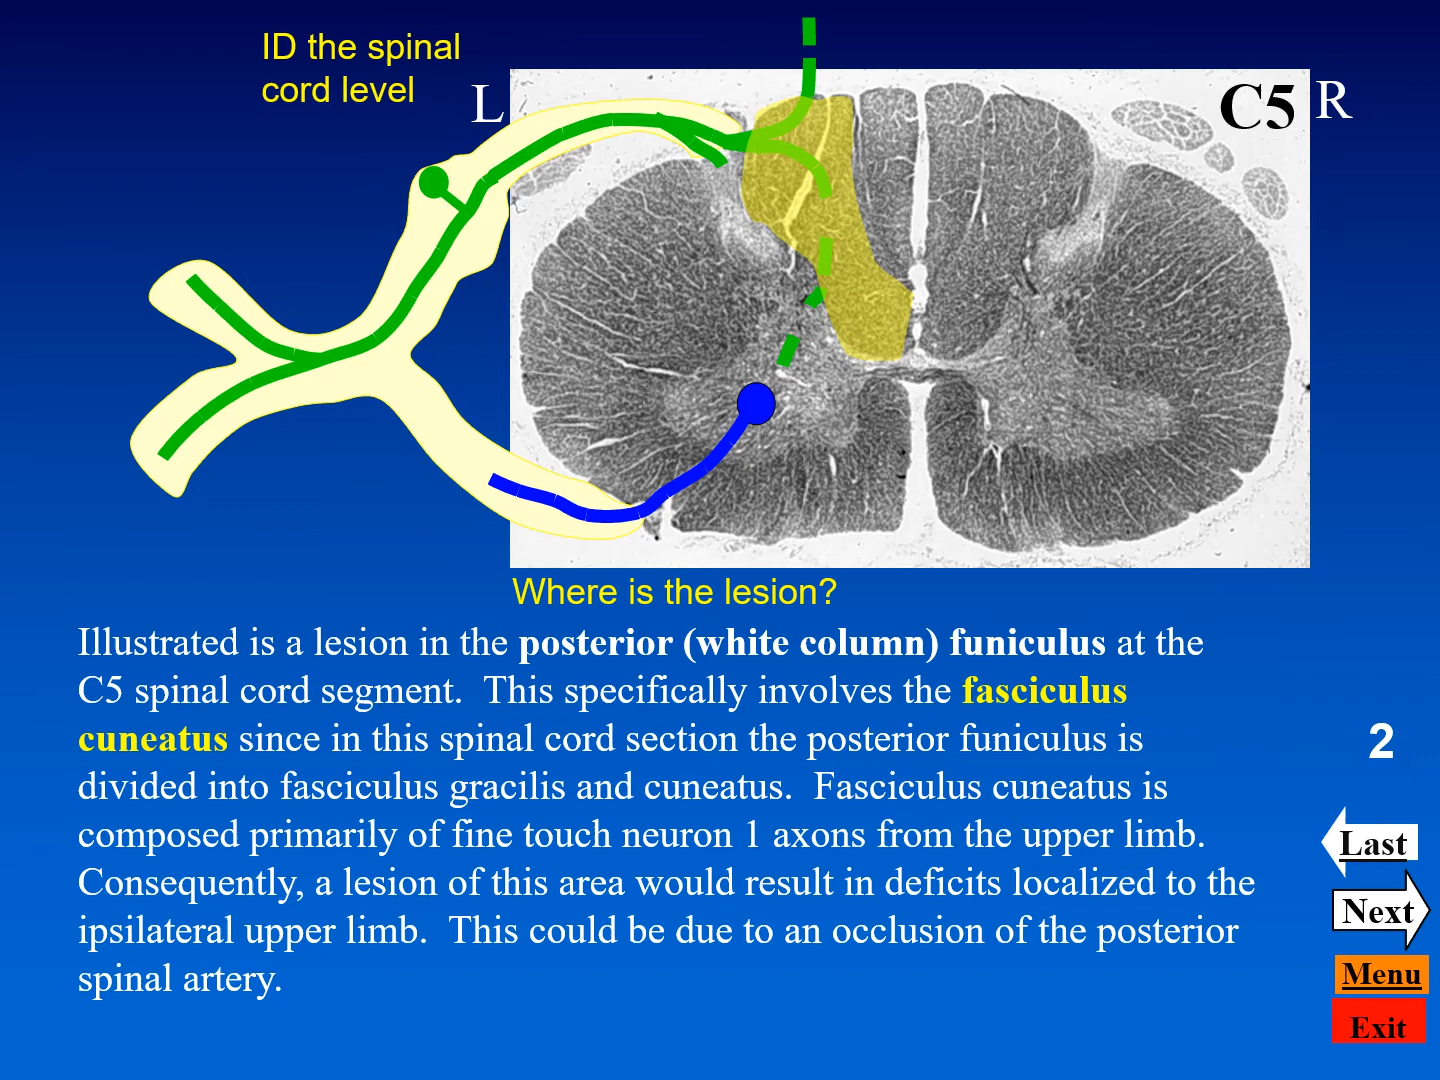 ID the spinal
cord level
L
C5
R
Where is the lesion?
Illustrated is a lesion in the posterior (white column) funiculus at the
C5 spinal cord segment.  This specifically involves the fasciculus
cuneatus since in this spinal cord section the posterior funiculus is
divided into fasciculus gracilis and cuneatus.  Fasciculus cuneatus is
composed primarily of fine touch neuron 1 axons from the upper limb.
Consequently, a lesion of this area would result in deficits localized to the
ipsilateral upper limb.  This could be due to an occlusion of the posterior
spinal artery.
2
Last
Next
Menu
Exit